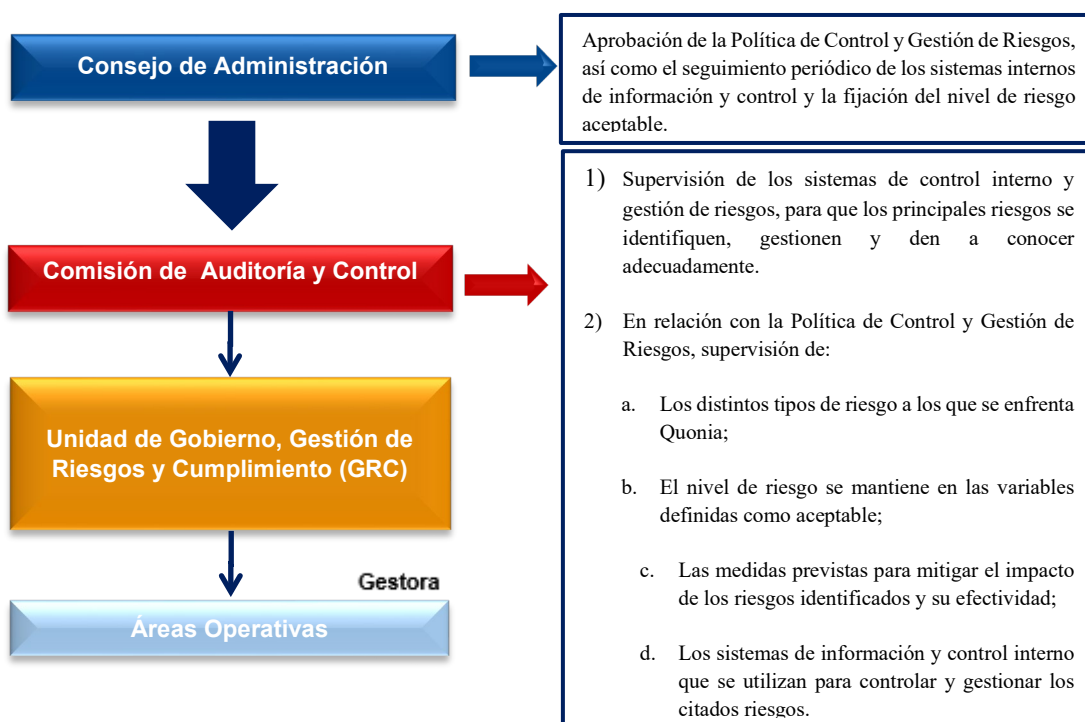 Consejo de Administración
Aprobación de la Política de Control y Gestión de Riesgos,
así como el seguimiento periódico de los sistemas internos
de información y control y la fijación del nivel de riesgo
aceptable.
Comisión de Auditoría y Control
1) Supervisión de los sistemas de control interno y
gestión de riesgos, para que los principales riesgos se
identifiquen, gestionen y den a conocer
adecuadamente.
2) En relación con la Política de Control y Gestión de
Riesgos, supervisión de:
a. Los distintos tipos de riesgo a los que se enfrenta
Quonia;
b. El nivel de riesgo se mantiene en las variables
definidas como aceptable;
c. Las medidas previstas para mitigar el impacto
de los riesgos identificados y su efectividad;
d. Los sistemas de información y control interno
que se utilizan para controlar y gestionar los
citados riesgos.
Unidad de Gobierno, Gestión de
Riesgos y Cumplimiento (GRC)
Gestora
Áreas Operativas